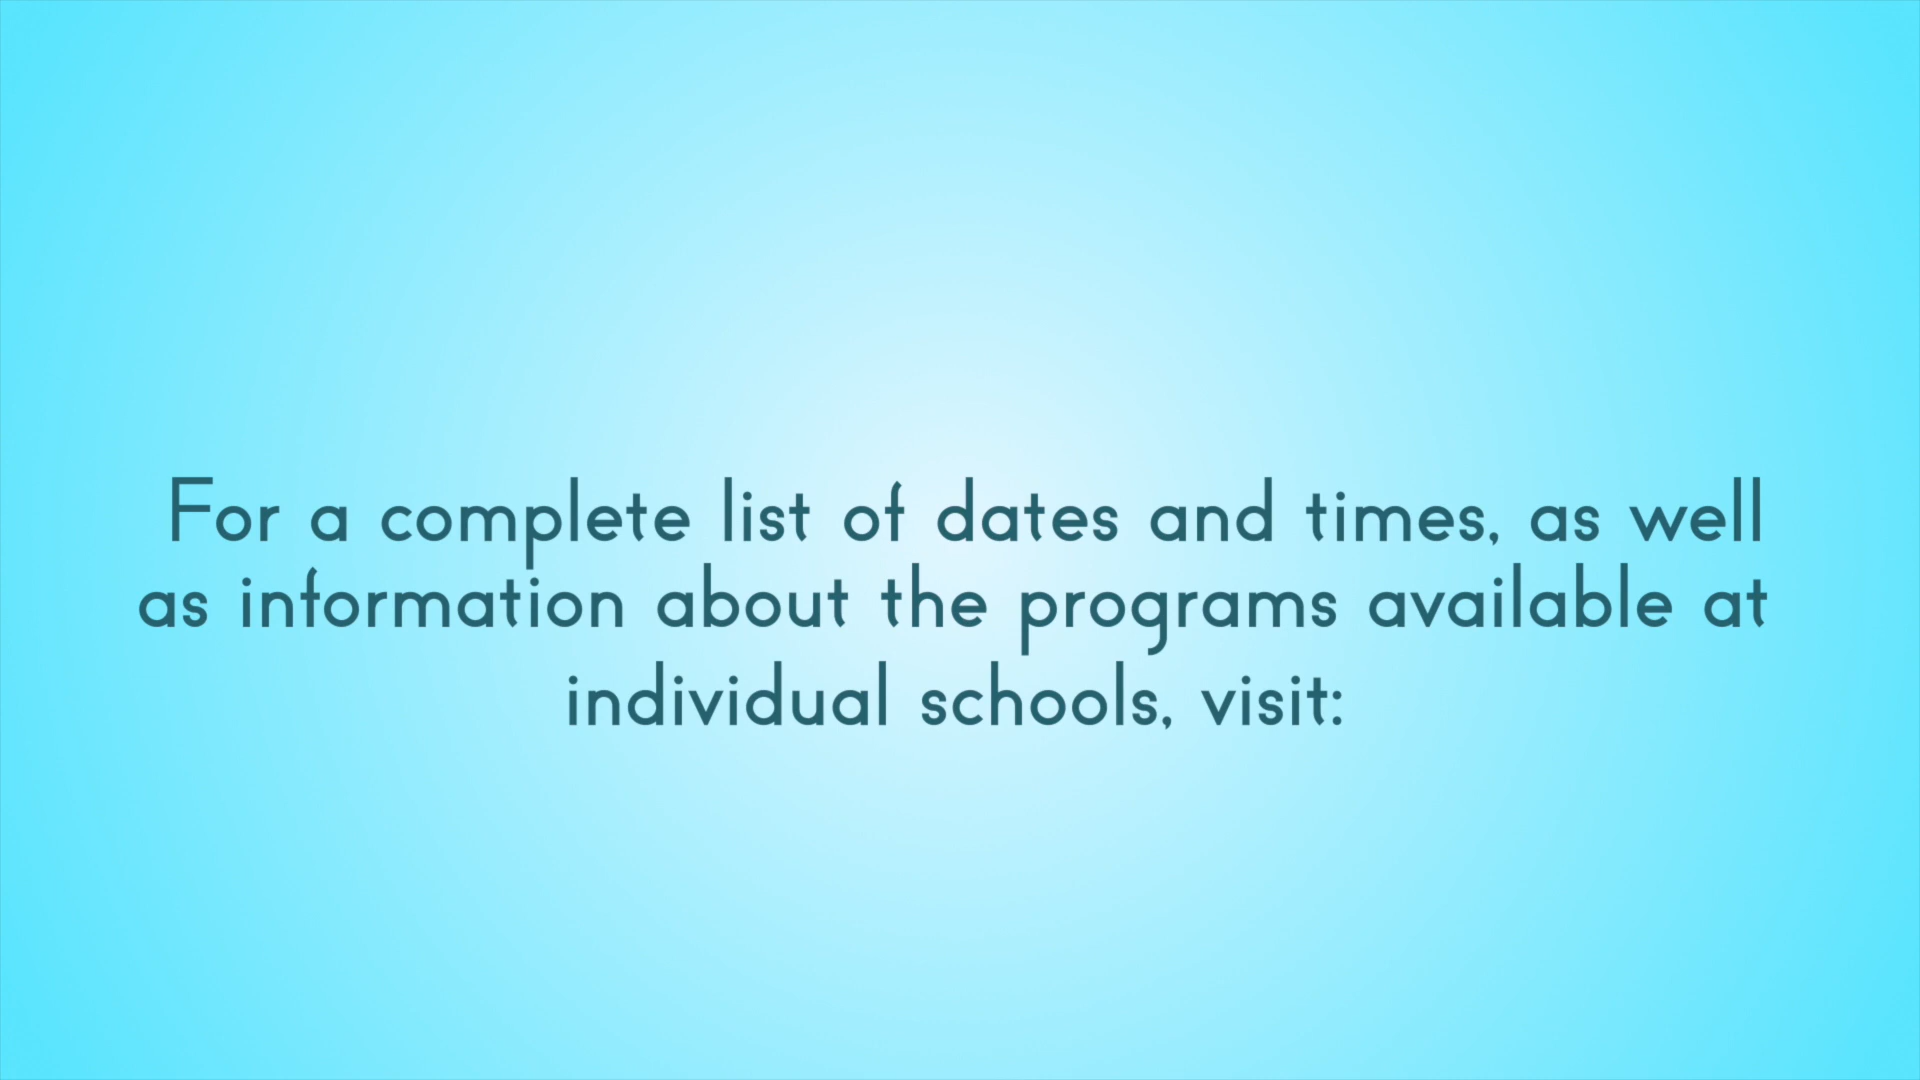 For a complete list of dates and times, as well
as information about the programs available at
individual schools, visit: